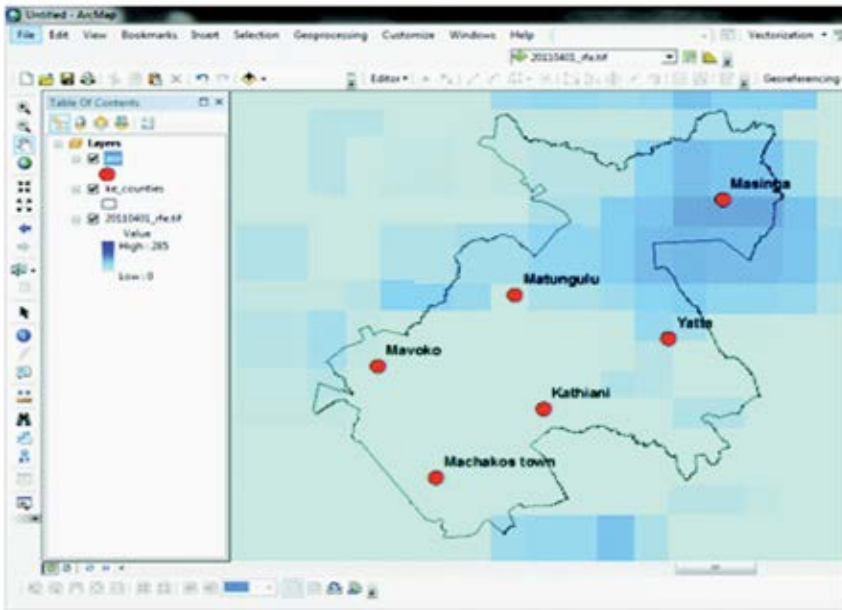 Untitled - ArcMap
File Edit View Bookmarks Insert Selection Geoprocessing Customize Windows Help
Vectorization
20110401_rfe.tif
Editor
Georeferencing
Table Of Contents
Layers
ke_counties
20110401_rfe.tif
Value
High : 285
Low : 0
Masinga
Matungulu
Yatta
Mavoko
Kathiani
Machakos town